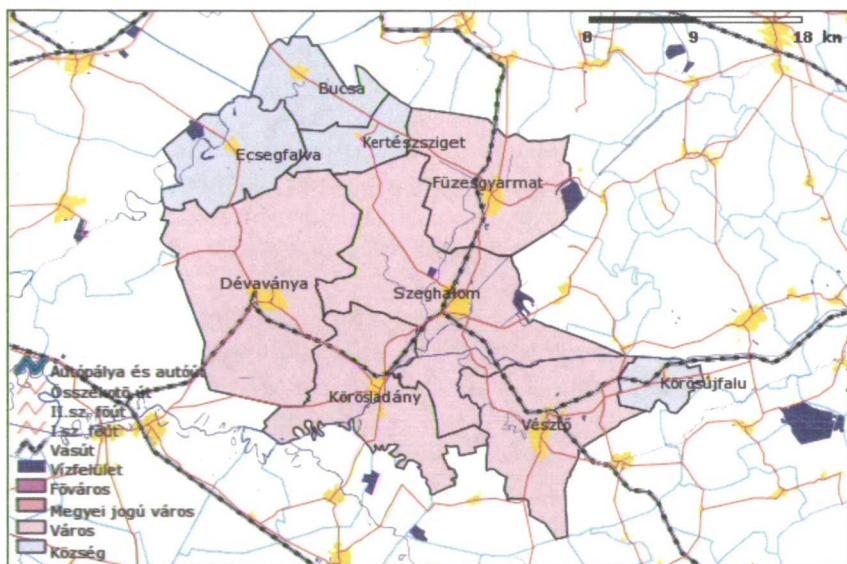 0 9 18 km
Bucsa
Kertészsziget
Ecsegfalva
Füzesgyarmat
Dévaványa
Szeghalom
Körösladány
Körösújfalu
Vésztő
Autópálya és autóút
Összekötő út
II.sz. főút
I.sz. főút
Vasút
Vízfelület
Főváros
Megyei jogú város
Város
Község